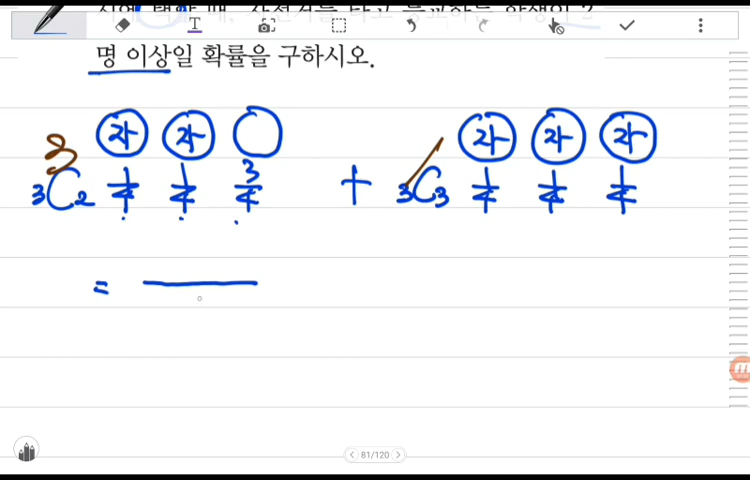 명 이상일 확률을 구하시오.
자 자 자 자 자
3
₃C₂ 1/4 1/4 3/4 + ₃C₃ 1/4 1/4 1/4
=
81/120